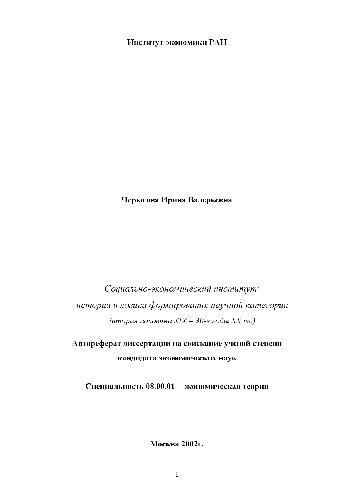 Институт экономики РАН
Ирина Валерьевна
Социально-экономический институт:
история и логика формирования научной категории
(вторая половина XIX – 30-е годы XX вв.)
Автореферат диссертации на соискание ученой степени
кандидата экономических наук
Специальность 08.00.01 – экономическая теория
Москва 2002г.
1